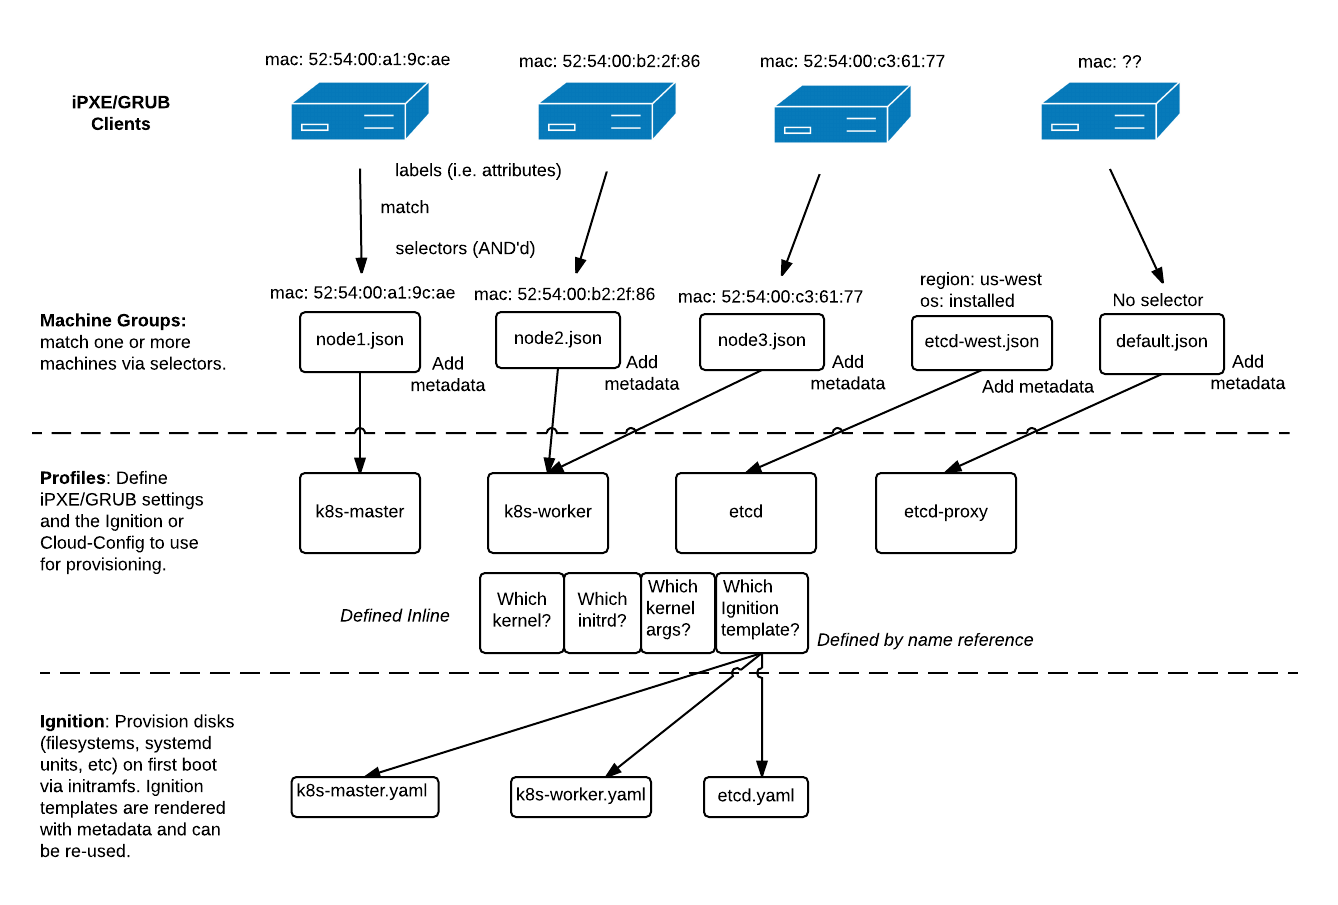 mac: 52:54:00:a1:9c:ae
mac: 52:54:00:b2:2f:86
mac: 52:54:00:c3:61:77
mac: ??
iPXE/GRUB
Clients
labels (i.e. attributes)
match
selectors (AND'd)
mac: 52:54:00:a1:9c:ae
mac: 52:54:00:b2:2f:86
mac: 52:54:00:c3:61:77
region: us-west
os: installed
No selector
Machine Groups:
match one or more
machines via selectors.
node1.json
node2.json
node3.json
etcd-west.json
default.json
Add
metadata
Add
metadata
Add
metadata
Add metadata
Add
metadata
Profiles: Define
iPXE/GRUB settings
and the Ignition or
Cloud-Config to use
for provisioning.
k8s-master
k8s-worker
etcd
etcd-proxy
Defined Inline
Which
kernel?
Which
initrd?
Which
kernel
args?
Which
Ignition
template?
Defined by name reference
Ignition: Provision disks
(filesystems, systemd
units, etc) on first boot
via initramfs. Ignition
templates are rendered
with metadata and can
be re-used.
k8s-master.yaml
k8s-worker.yaml
etcd.yaml